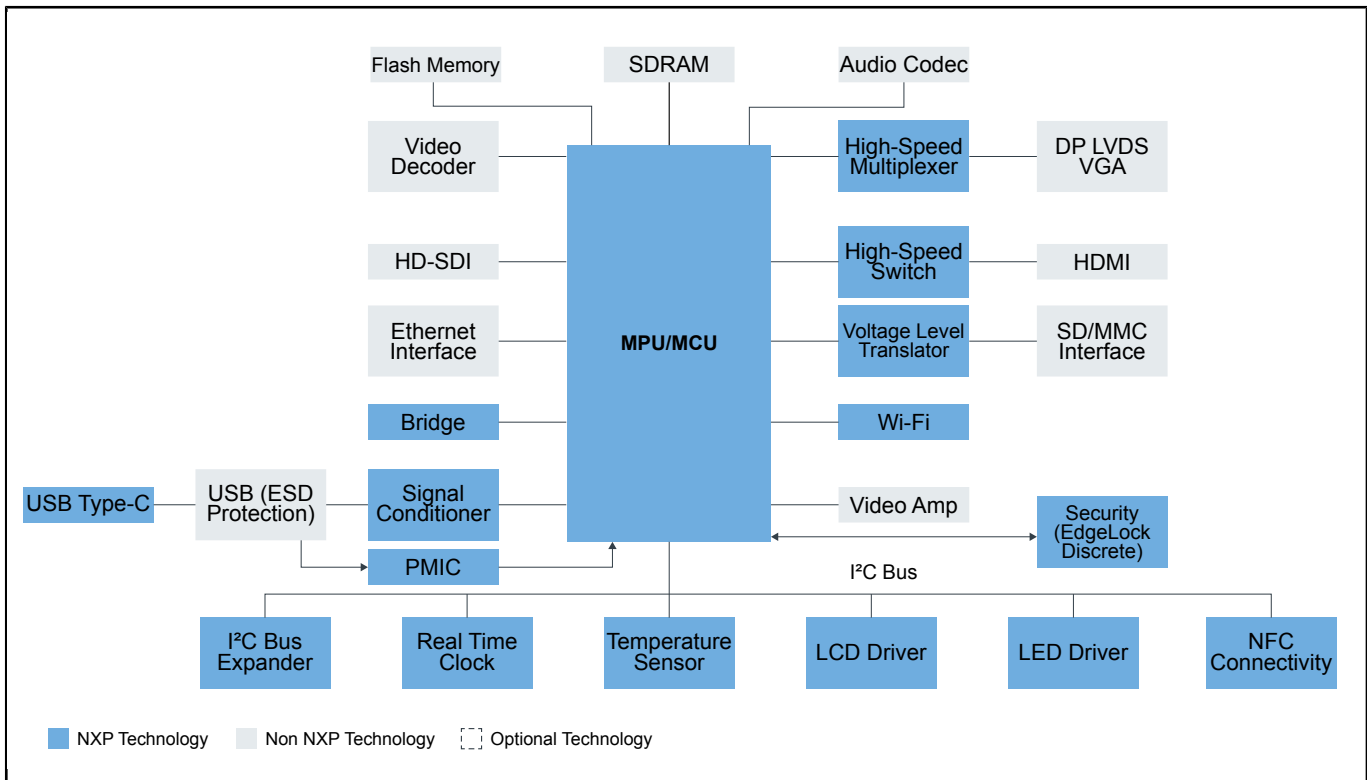 Flash Memory
SDRAM
Audio Codec
Video
Decoder
High-Speed
Multiplexer
DP LVDS
VGA
HD-SDI
High-Speed
Switch
HDMI
Ethernet
Interface
MPU/MCU
Voltage Level
Translator
SD/MMC
Interface
Bridge
Wi-Fi
USB Type-C
USB (ESD
Protection)
Signal
Conditioner
Video Amp
Security
(EdgeLock
Discrete)
PMIC
I²C Bus
I²C Bus
Expander
Real Time
Clock
Temperature
Sensor
LCD Driver
LED Driver
NFC
Connectivity
NXP Technology
Non NXP Technology
Optional Technology